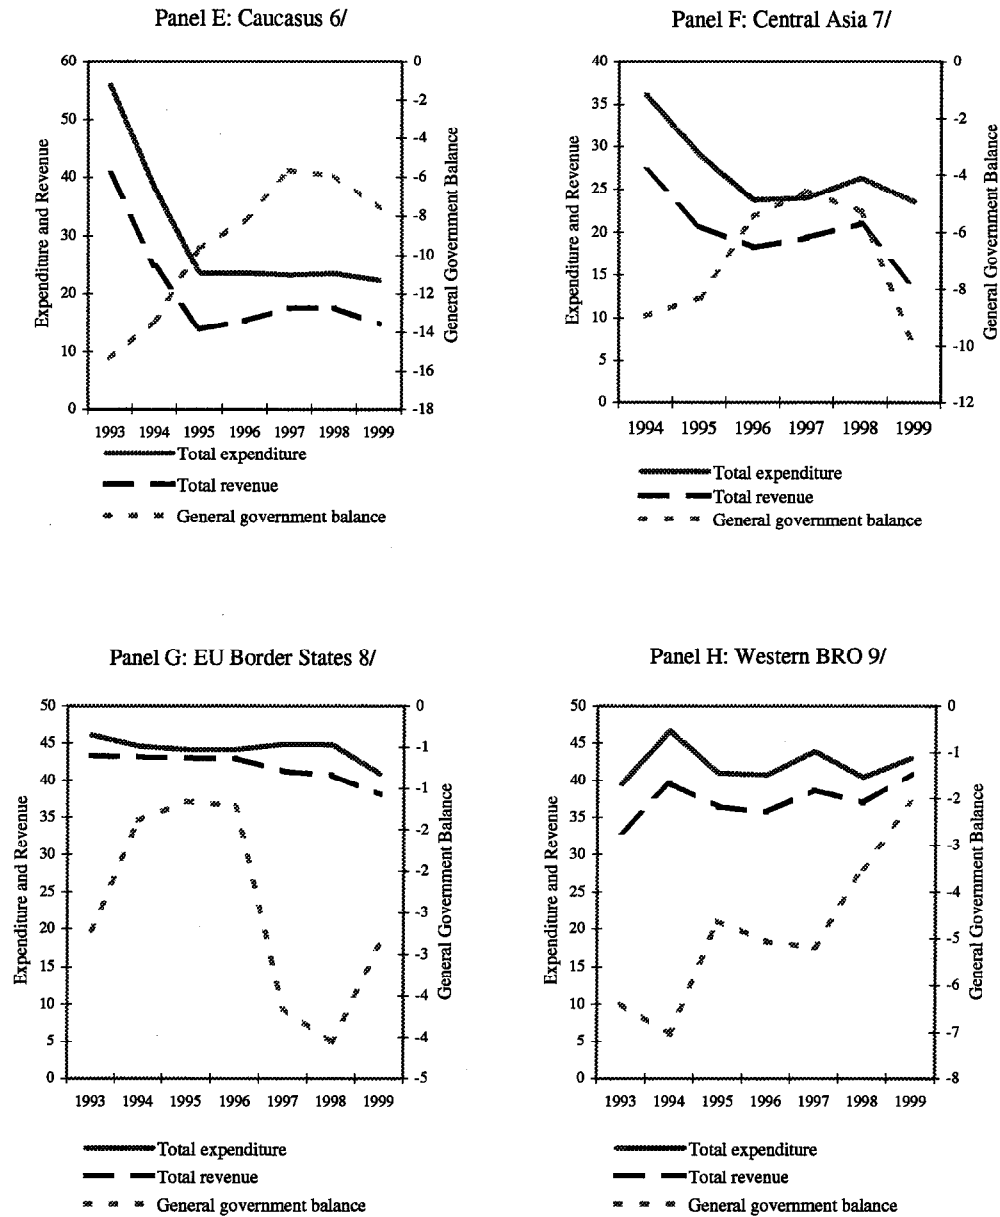 Panel E: Caucasus 6/
60
50
40
30
20
10
0
Expenditure and Revenue
0
-2
-4
-6
-8
-10
-12
-14
-16
-18
General Government Balance
1993 1994 1995 1996 1997 1998 1999
Total expenditure
Total revenue
General government balance
Panel F: Central Asia 7/
40
35
30
25
20
15
10
5
0
Expenditure and Revenue
0
-2
-4
-6
-8
-10
-12
General Government Balance
1994 1995 1996 1997 1998 1999
Total expenditure
Total revenue
General government balance
Panel G: EU Border States 8/
50
45
40
35
30
25
20
15
10
5
0
Expenditure and Revenue
0
-1
-1
-2
-2
-3
-3
-4
-4
-5
General Government Balance
1993 1994 1995 1996 1997 1998 1999
Total expenditure
Total revenue
General government balance
Panel H: Western BRO 9/
50
45
40
35
30
25
20
15
10
5
0
Expenditure and Revenue
0
-1
-2
-3
-4
-5
-6
-7
-8
General Government Balance
1993 1994 1995 1996 1997 1998 1999
Total expenditure
Total revenue
General government balance